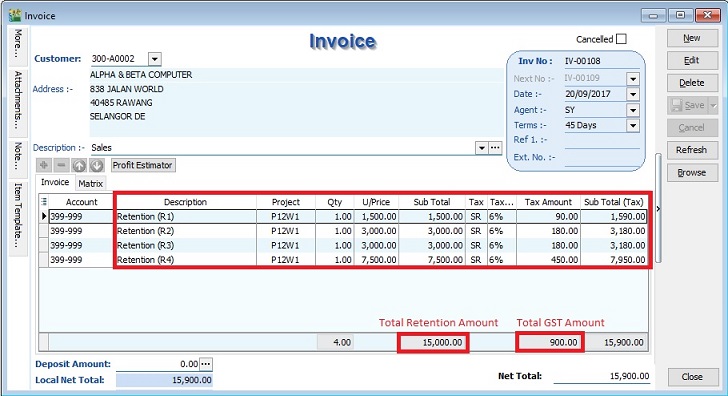 Invoice
More...
Attachments...
Note...
Item Template...
Invoice
Cancelled
Customer: 300-A0002
ALPHA & BETA COMPUTER
Address :- 838 JALAN WORLD
40485 RAWANG
SELANGOR DE
Inv No : IV-00108
Next No :- IV-00109
Date :- 20/09/2017
Agent :- SY
Terms :- 45 Days
Ref 1. :-
Ext. No. :-
Description :- Sales
Profit Estimator
Invoice Matrix
Account Description Project Qty U/Price Sub Total Tax Tax... Tax Amount Sub Total (Tax)
399-999 Retention (R1) P12W1 1.00 1,500.00 1,500.00 SR 6% 90.00 1,590.00
399-999 Retention (R2) P12W1 1.00 3,000.00 3,000.00 SR 6% 180.00 3,180.00
399-999 Retention (R3) P12W1 1.00 3,000.00 3,000.00 SR 6% 180.00 3,180.00
399-999 Retention (R4) P12W1 1.00 7,500.00 7,500.00 SR 6% 450.00 7,950.00
Total Retention Amount Total GST Amount
4.00 15,000.00 900.00 15,900.00
Deposit Amount: 0.00
Local Net Total: 15,900.00
Net Total: 15,900.00
New
Edit
Delete
Save
Cancel
Refresh
Browse
Close